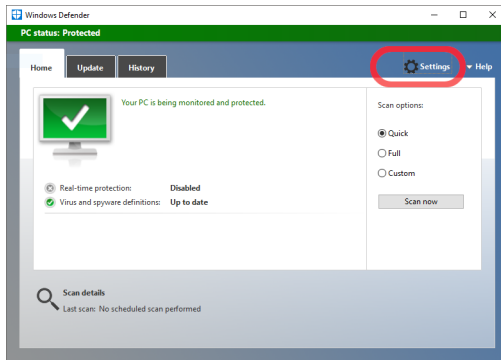 Windows Defender
PC status: Protected
Home Update History Settings Help
Your PC is being monitored and protected.
Real-time protection: Disabled
Virus and spyware definitions: Up to date
Scan options:
Quick
Full
Custom
Scan now
Scan details
Last scan: No scheduled scan performed